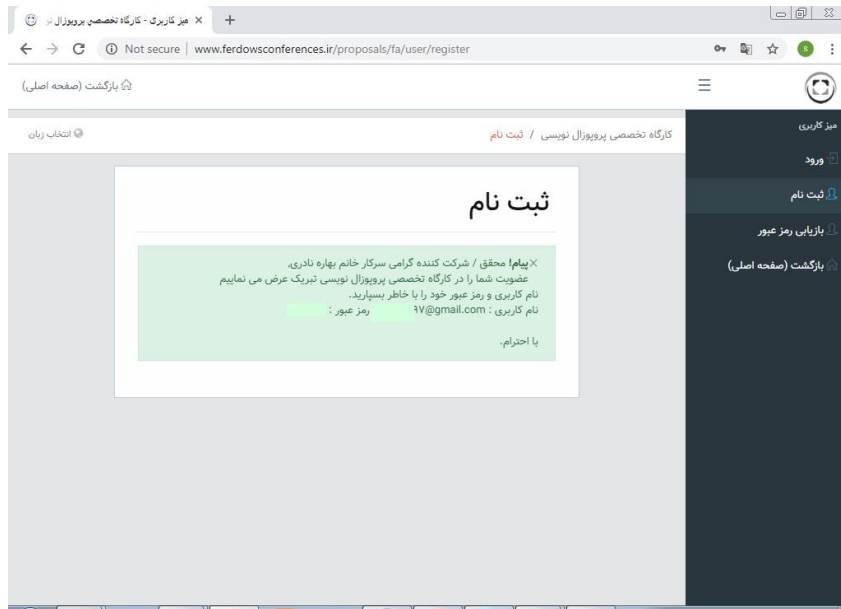 میز کاربری - کارگاه تخصصی پروپوزال نو
Not secure | www.ferdowsconferences.ir/proposals/fa/user/register
s
بازگشت (صفحه اصلی)
میز کاربری
ورود
ثبت نام
بازیابی رمز عبور
بازگشت (صفحه اصلی)
کارگاه تخصصی پروپوزال نویسی / ثبت نام
انتخاب زبان
ثبت نام
×پیام! محقق / شرکت کننده گرامی سرکار خانم بهاره نادری,
عضویت شما را در کارگاه تخصصی پروپوزال نویسی تبریک عرض می نماییم
نام کاربری و رمز عبور خود را با خاطر بسپارید.
نام کاربری : ۹۷@gmail.com رمز عبور :
با احترام.